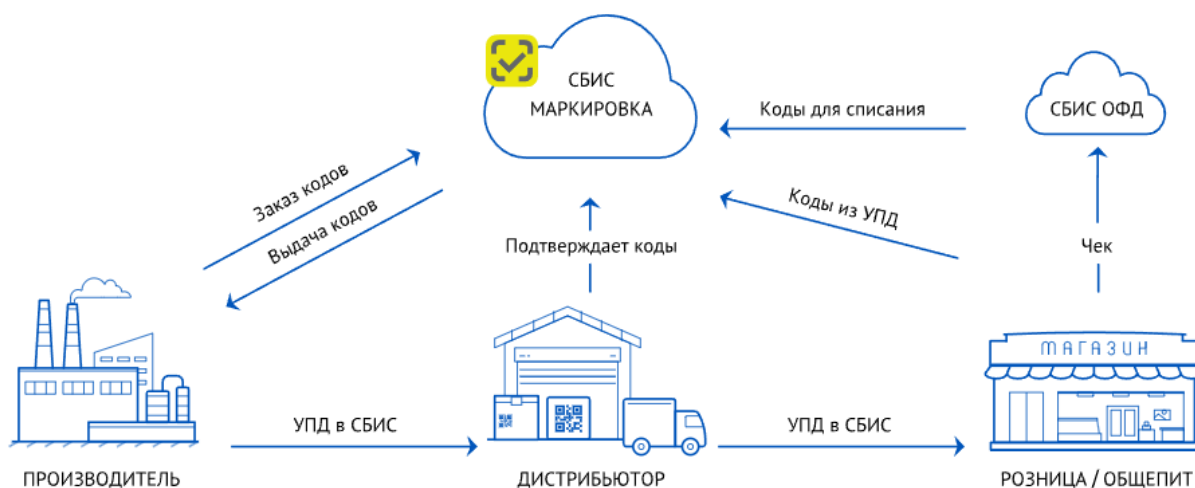 СБИС
МАРКИРОВКА
СБИС ОФД
Коды для списания
Заказ кодов
Выдача кодов
Коды из УПД
Подтверждает коды
Чек
МАГАЗИН
УПД в СБИС
УПД в СБИС
ПРОИЗВОДИТЕЛЬ
ДИСТРИБЬЮТОР
РОЗНИЦА / ОБЩЕПИТ